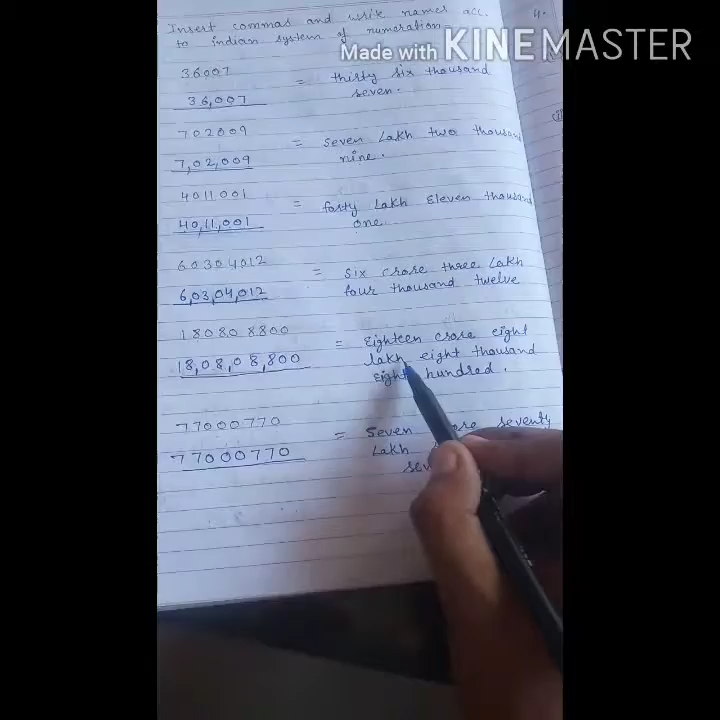 Insert commas and write names acc.
to indian system of numeration
Made with KINEMASTER
4.
36007
36,007 = thirty six thousand
seven.
702009
7,02,009 = Seven Lakh two thousand
nine.
4011001
40,11,001 = forty Lakh Eleven thousand
one.
60304012
6,03,04,012 = Six crore three Lakh
four thousand twelve
180808800
18,08,08,800 = Eighteen crore eight
lakh eight thousand
Eight hundred.
77000770
77000770 = Seven seventy
Lakh